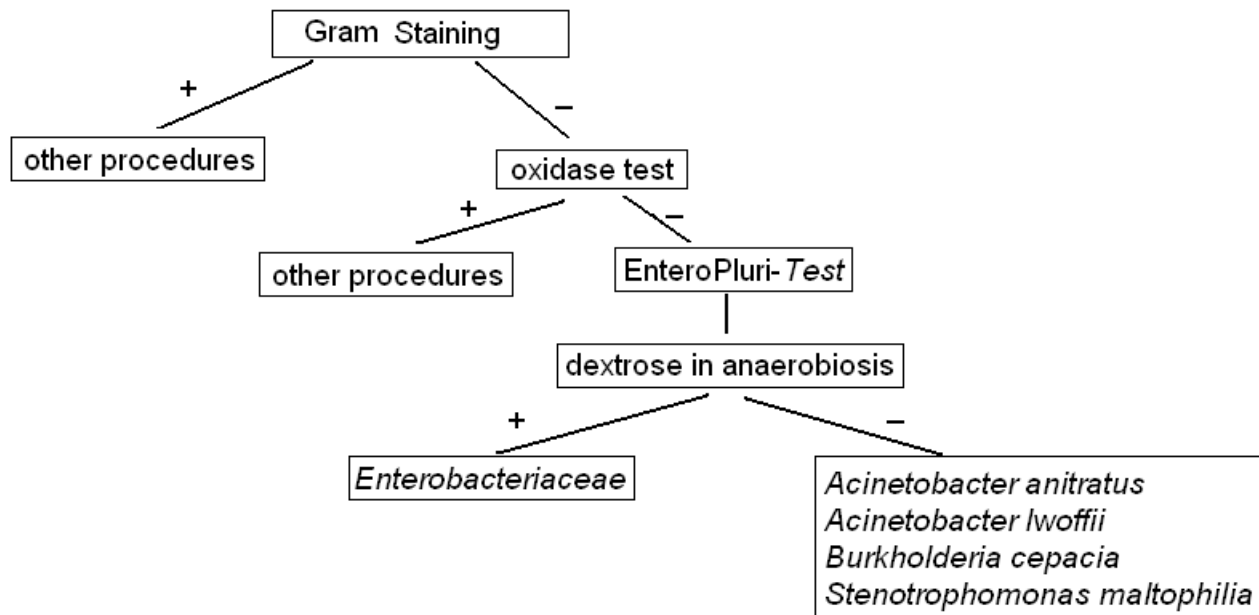 Gram Staining
+
−
other procedures
oxidase test
+
−
other procedures
EnteroPluri-Test
dextrose in anaerobiosis
+
−
Enterobacteriaceae
Acinetobacter anitratus
Acinetobacter lwoffii
Burkholderia cepacia
Stenotrophomonas maltophilia